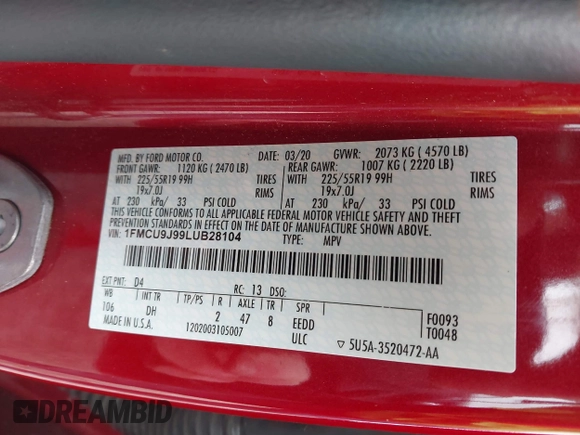 MFD. BY FORD MOTOR CO.
DATE: 03/20 GVWR: 2073 KG ( 4570 LB)
FRONT GAWR: 1120 KG ( 2470 LB) REAR GAWR: 1007 KG ( 2220 LB)
WITH 225/55R19 99H TIRES WITH 225/55R19 99H TIRES
19x7.0J RIMS 19x7.0J RIMS
AT 230 kPa/ 33 PSI COLD AT 230 kPa/ 33 PSI COLD
THIS VEHICLE CONFORMS TO ALL APPLICABLE FEDERAL MOTOR VEHICLE SAFETY AND THEFT
PREVENTION STANDARDS IN EFFECT ON THE DATE OF MANUFACTURE SHOWN ABOVE.
VIN: 1FMCU9J99LUB28104 TYPE: MPV
EXT PNT: D4 RC: 13 DSO:
WB INT TR TP/PS R AXLE TR SPR
106 DH 2 47 8 EEDD F0093
MADE IN U.S.A. 1202003105007 ULC T0048
▽ 5U5A-3520472-AA
DREAMBID